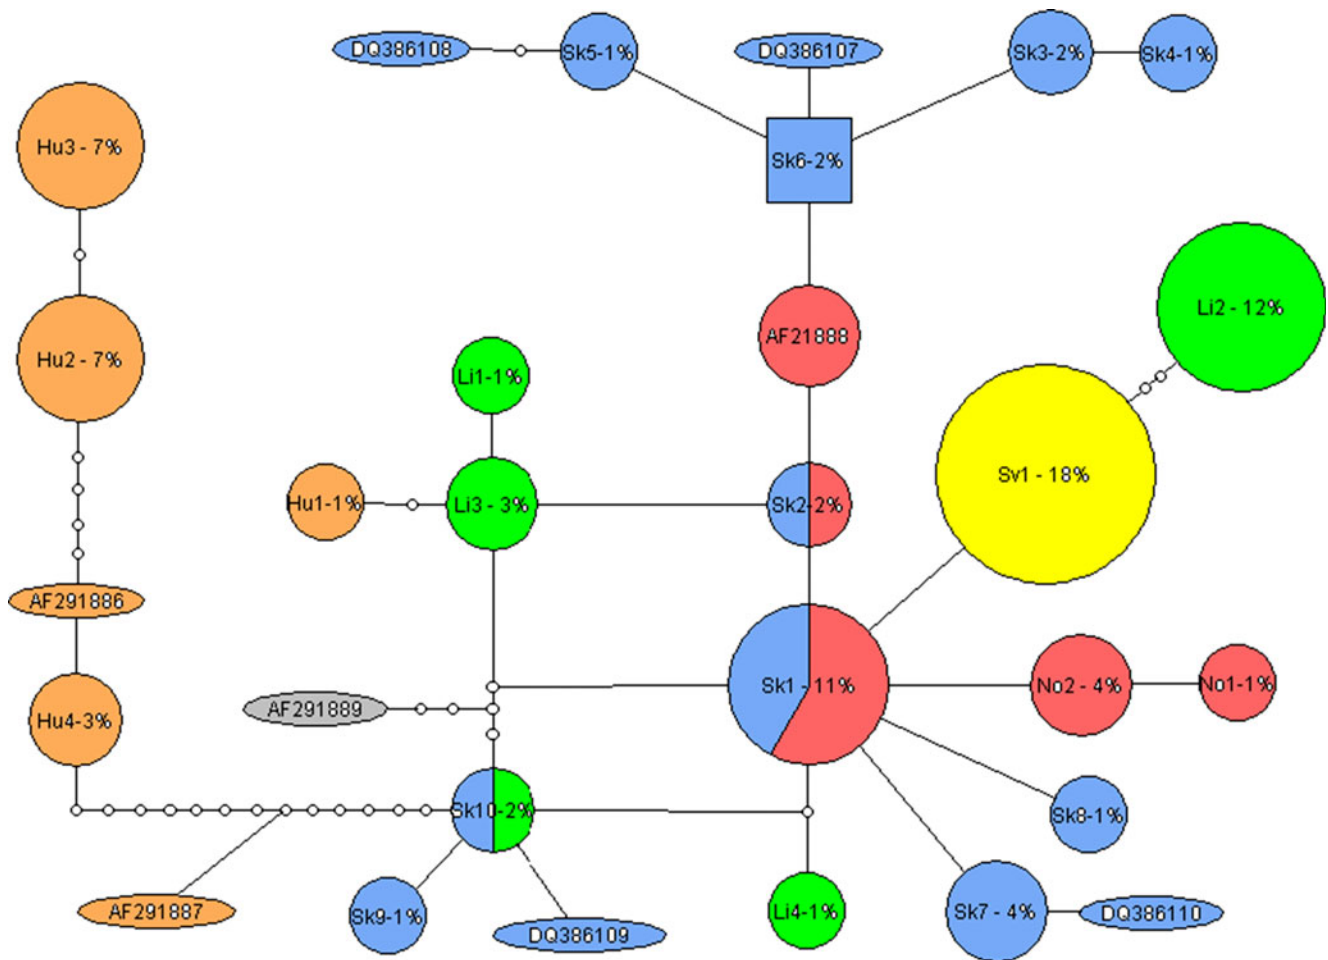 DQ386108
Sk5-1%
DQ386107
Sk3-2%
Sk4-1%
Hu3 - 7%
Sk6-2%
Li2 - 12%
AF21888
Hu2 - 7%
Li1-1%
Sv1 - 18%
Hu1-1%
Li3 - 3%
Sk2-2%
AF291886
Sk1 - 11%
No2 - 4%
No1-1%
AF291889
Hu4-3%
Sk10-2%
Sk8-1%
AF291887
Sk9-1%
DQ386109
Li4-1%
Sk7 - 4%
DQ386110